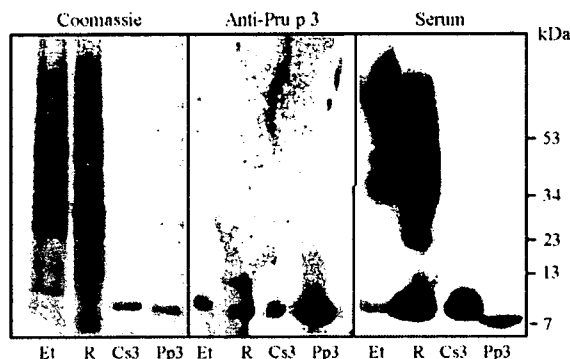 Coomassie Anti-Pru p 3 Serum
kDa
53
34
23
13
7
Et R Cs3 Pp3 Et R Cs3 Pp3 Et R Cs3 Pp3